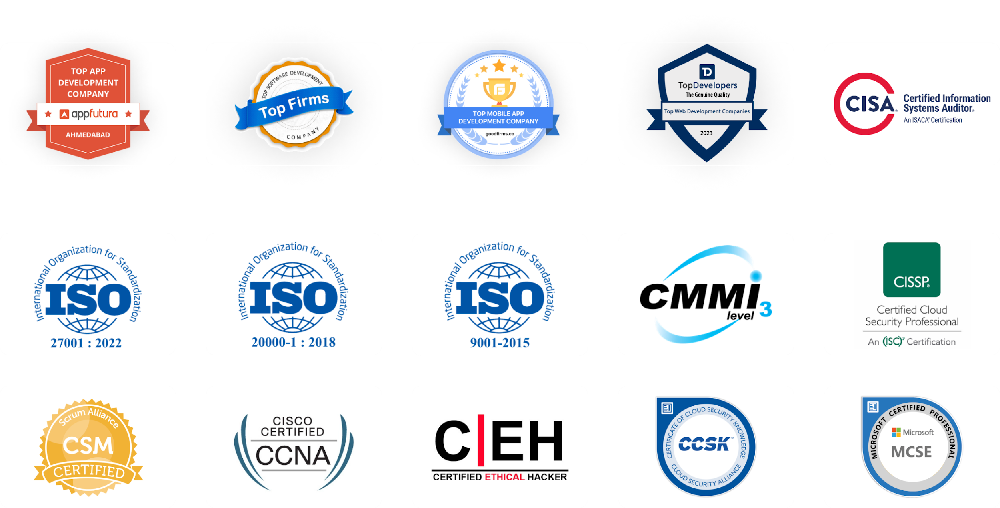 TOP APP
DEVELOPMENT
COMPANY
appfutura
AHMEDABAD
TOP SOFTWARE DEVELOPMENT
Top Firms
COMPANY
TOP MOBILE APP
DEVELOPMENT COMPANY
goodfirms.co
TD
TopDevelopers
The Genuine Quality
Top Web Development Companies
2023
CISA®
Certified Information
Systems Auditor®
An ISACA® Certification
International Organization for Standardization
ISO
27001 : 2022
International Organization for Standardization
ISO
20000-1 : 2018
International Organization for Standardization
ISO
9001-2015
CMMI
level 3
CISSP®
Certified Cloud
Security Professional
An (ISC)²® Certification
Scrum Alliance
CSM
CERTIFIED
CISCO
CERTIFIED
CCNA
C|EH
CERTIFIED ETHICAL HACKER
CERTIFICATE OF CLOUD SECURITY KNOWLEDGE
CCSK™
CLOUD SECURITY ALLIANCE
MICROSOFT CERTIFIED PROFESSIONAL
Microsoft
MCSE